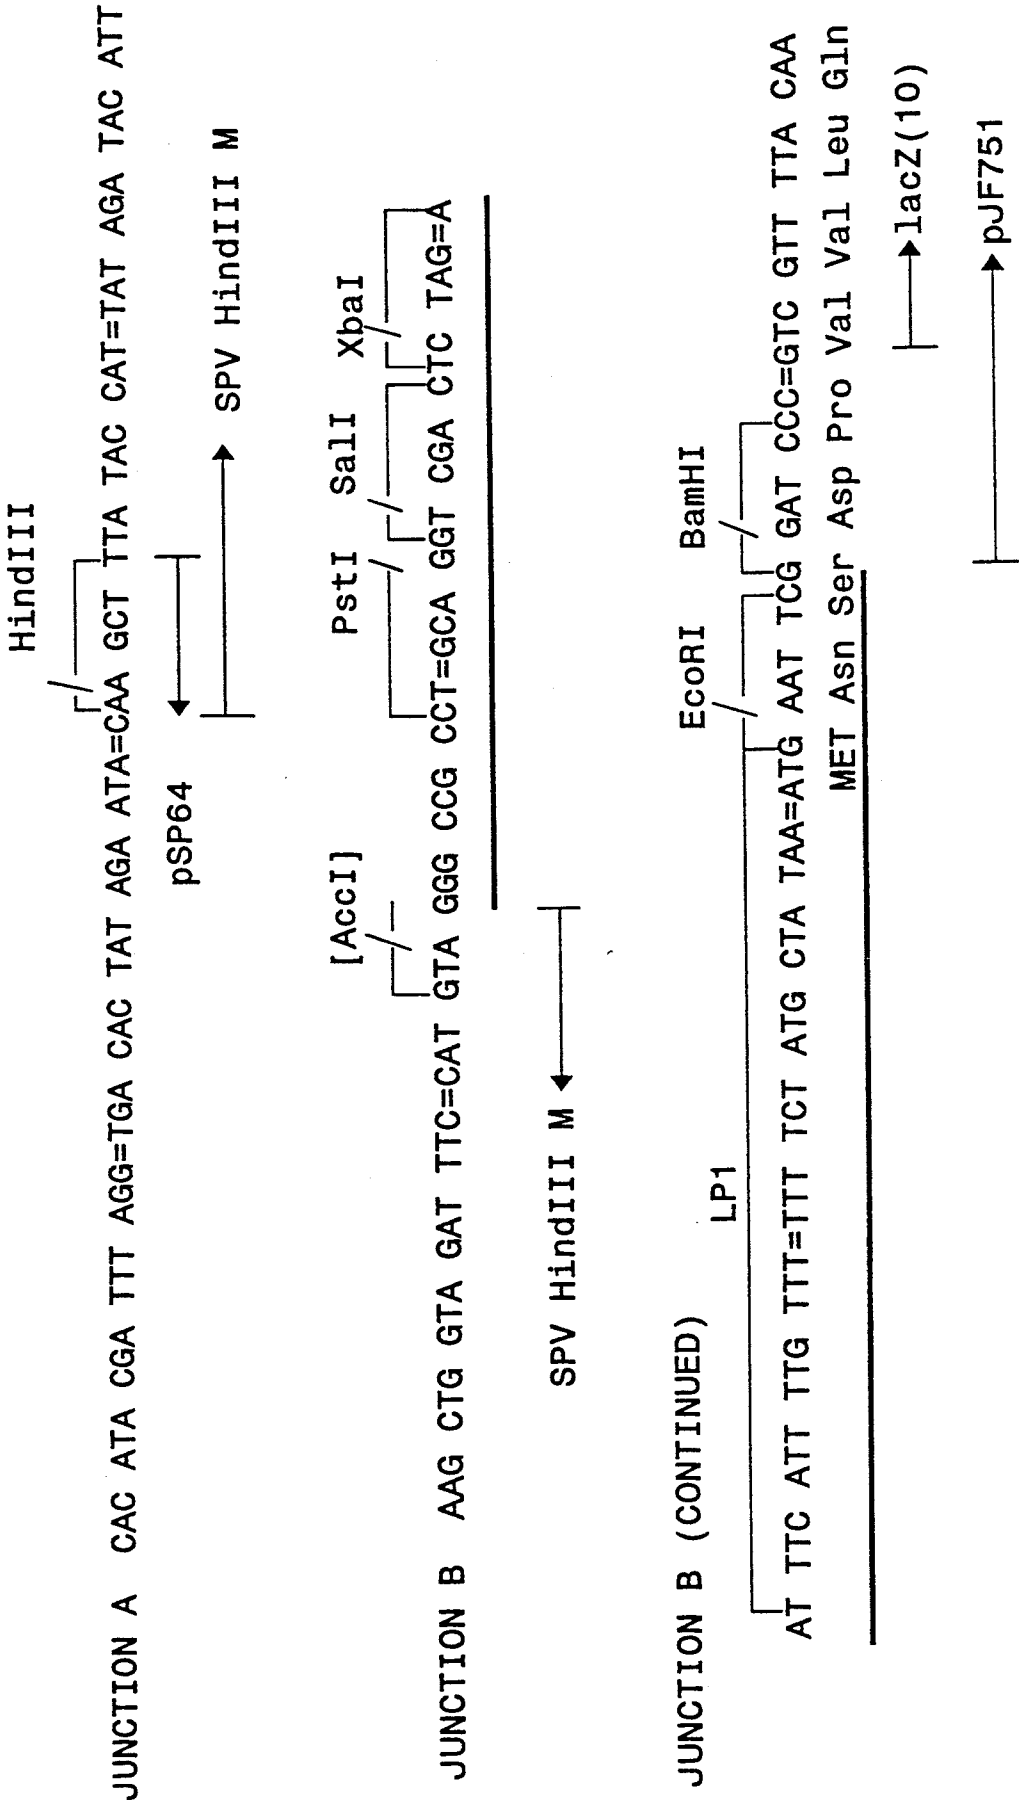 HindIII
JUNCTION A CAC ATA CGA TTT AGG=TGA CAC TAT AGA ATA=CAA GCT TTA TAC CAT=TAT AGA TAC ATT
pSP64
SPV HindIII M
[AccI] PstI SalI XbaI
JUNCTION B AAG CTG GTA GAT TTC=CAT GTA GGG CCG CCT=GCA GGT CGA CTC TAG=A
SPV HindIII M
JUNCTION B (CONTINUED)
LP1 EcoRI BamHI
AT TTC ATT TTG TTT=TTT TCT ATG CTA TAA=ATG AAT TCG GAT CCC=GTC GTT TTA CAA
MET Asn Ser Asp Pro Val Val Leu Gln
lacZ(10)
pJF751